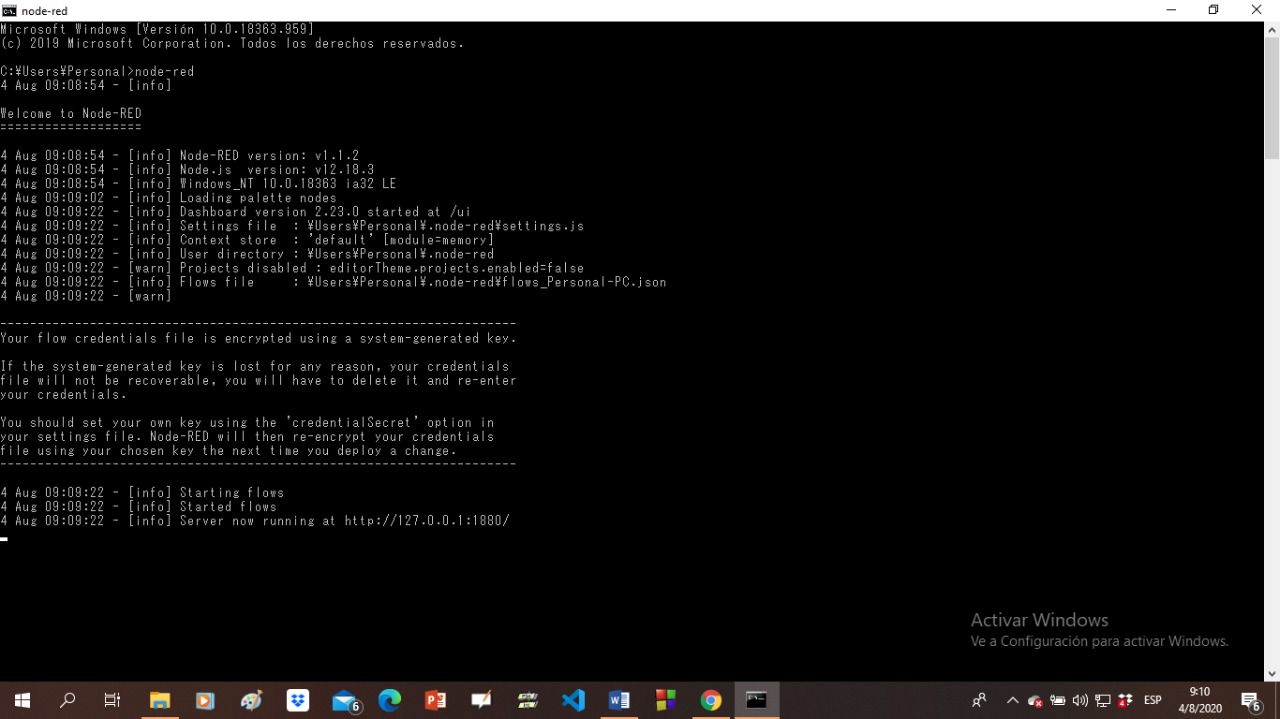 node-red
Microsoft Windows [Versión 10.0.18363.959]
(c) 2019 Microsoft Corporation. Todos los derechos reservados.
C:¥Users¥Personal>node-red
4 Aug 09:08:54 - [info]
Welcome to Node-RED
===================
4 Aug 09:08:54 - [info] Node-RED version: v1.1.2
4 Aug 09:08:54 - [info] Node.js  version: v12.18.3
4 Aug 09:08:54 - [info] Windows_NT 10.0.18363 ia32 LE
4 Aug 09:09:02 - [info] Loading palette nodes
4 Aug 09:09:22 - [info] Dashboard version 2.23.0 started at /ui
4 Aug 09:09:22 - [info] Settings file  : ¥Users¥Personal¥.node-red¥settings.js
4 Aug 09:09:22 - [info] Context store  : 'default' [module=memory]
4 Aug 09:09:22 - [info] User directory : ¥Users¥Personal¥.node-red
4 Aug 09:09:22 - [warn] Projects disabled : editorTheme.projects.enabled=false
4 Aug 09:09:22 - [info] Flows file     : ¥Users¥Personal¥.node-red¥flows_Personal-PC.json
4 Aug 09:09:22 - [warn]
---------------------------------------------------------------------
Your flow credentials file is encrypted using a system-generated key.
If the system-generated key is lost for any reason, your credentials
file will not be recoverable, you will have to delete it and re-enter
your credentials.
You should set your own key using the 'credentialSecret' option in
your settings file. Node-RED will then re-encrypt your credentials
file using your chosen key the next time you deploy a change.
---------------------------------------------------------------------
4 Aug 09:09:22 - [info] Starting flows
4 Aug 09:09:22 - [info] Started flows
4 Aug 09:09:22 - [info] Server now running at http://127.0.0.1:1880/
Activar Windows
Ve a Configuración para activar Windows.
6
ESP
9:10
4/8/2020
6